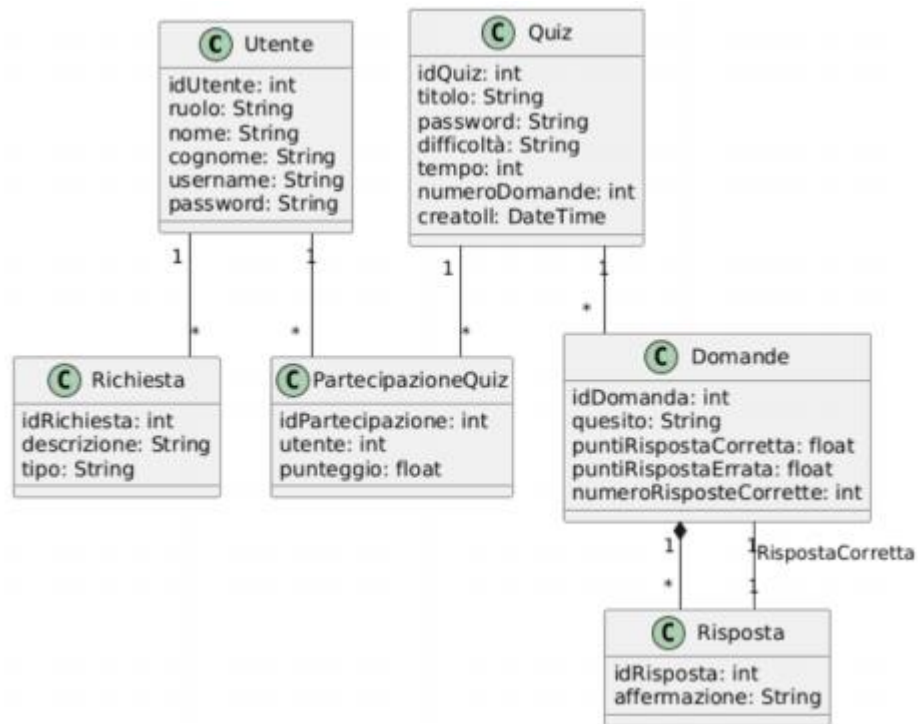 C Utente
idUtente: int
ruolo: String
nome: String
cognome: String
username: String
password: String
C Quiz
idQuiz: int
titolo: String
password: String
difficoltà: String
tempo: int
numeroDomande: int
creatoIl: DateTime
1
1
1
1
*
*
*
*
C Richiesta
idRichiesta: int
descrizione: String
tipo: String
C PartecipazioneQuiz
idPartecipazione: int
utente: int
punteggio: float
C Domande
idDomanda: int
quesito: String
puntiRispostaCorretta: float
puntiRispostaErrata: float
numeroRisposteCorrette: int
1
1
RispostaCorretta
*
1
C Risposta
idRisposta: int
affermazione: String